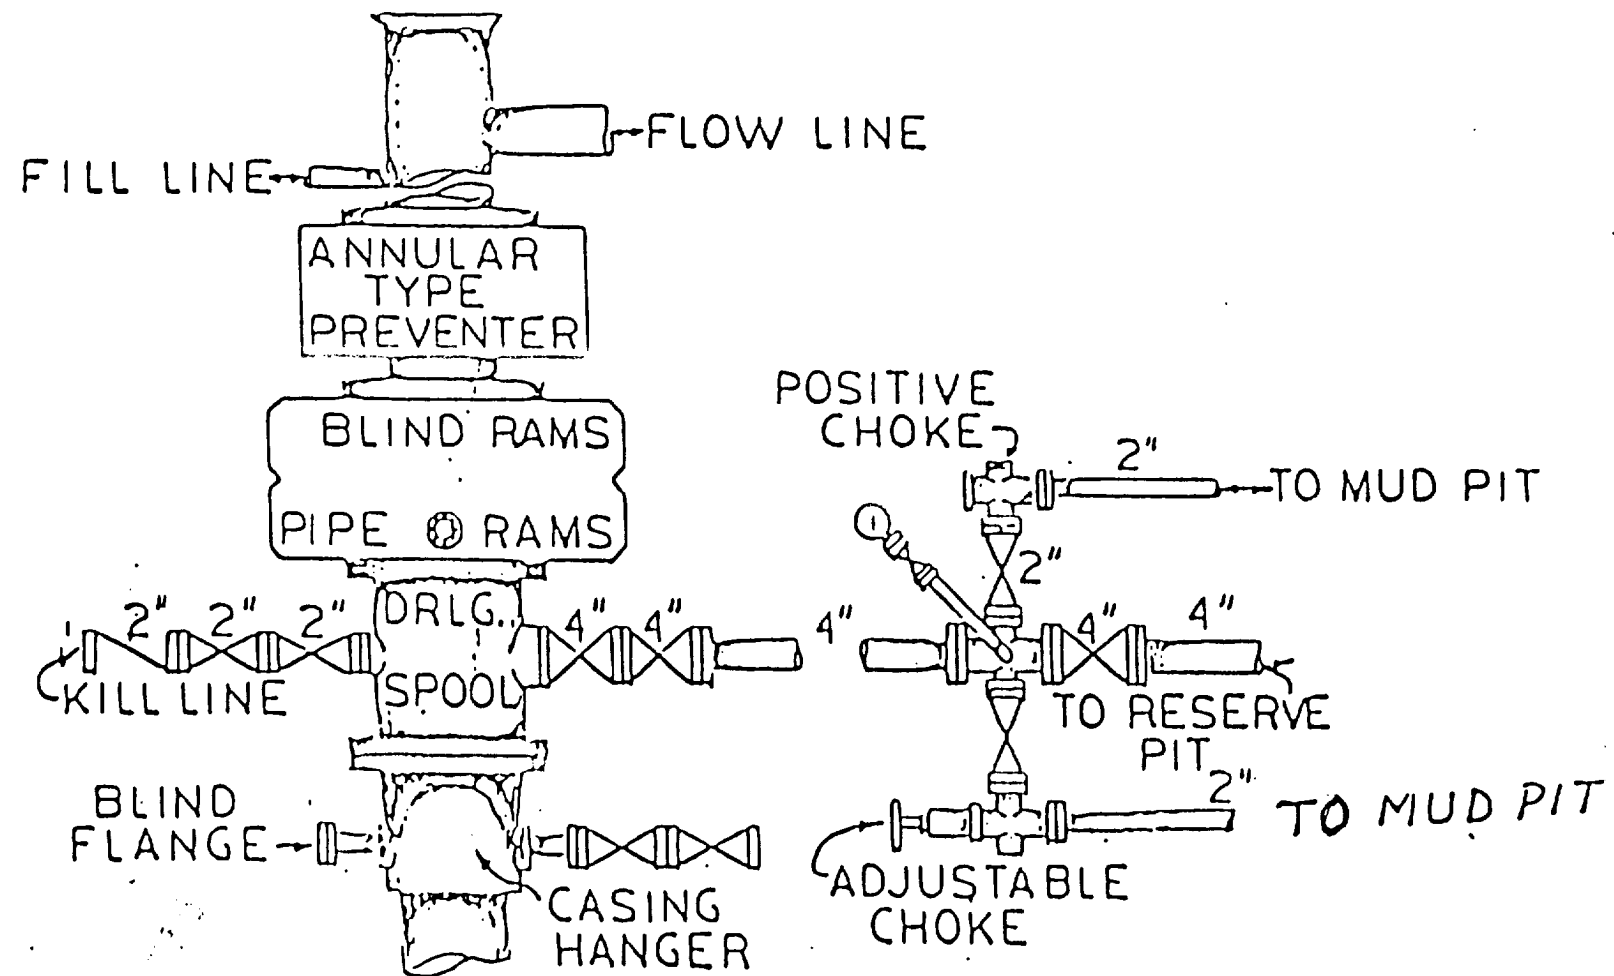 FLOW LINE
FILL LINE
ANNULAR
TYPE
PREVENTER
BLIND RAMS
PIPE RAMS
DRLG.
SPOOL
2" 2" 2"
KILL LINE
4" 4"
4"
BLIND
FLANGE
CASING
HANGER
POSITIVE
CHOKE
2"
TO MUD PIT
2"
4" 4"
TO RESERVE
PIT
2"
TO MUD PIT
ADJUSTABLE
CHOKE